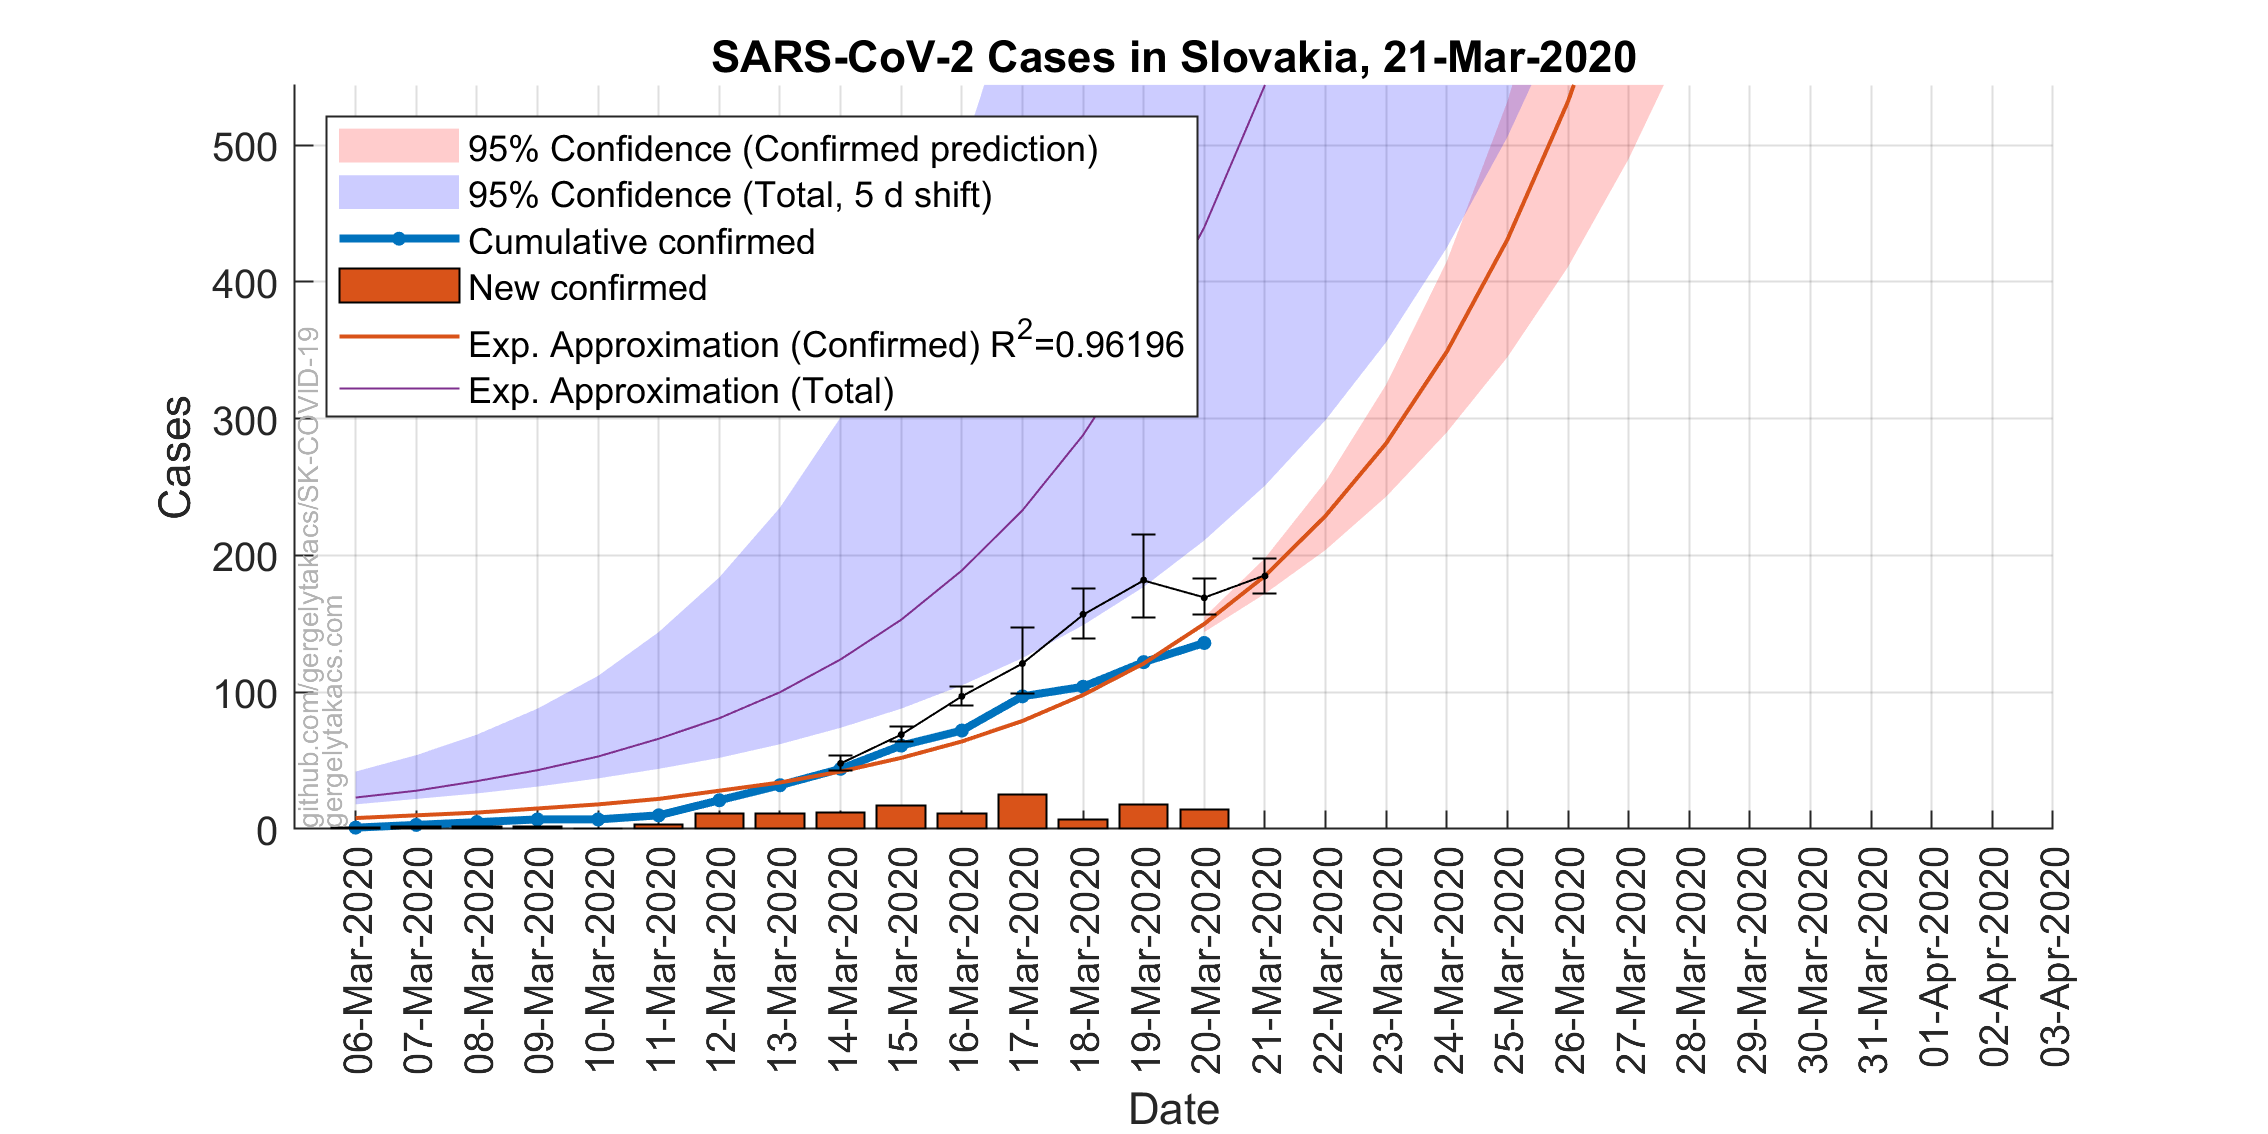 SARS-CoV-2 Cases in Slovakia, 21-Mar-2020
95% Confidence (Confirmed prediction)
95% Confidence (Total, 5 d shift)
Cumulative confirmed
New confirmed
Exp. Approximation (Confirmed) R²=0.96196
Exp. Approximation (Total)
Cases
500
400
300
200
100
0
github.com/gergelytakacs/SK-COVID-19
gergelytakacs.com
06-Mar-2020
07-Mar-2020
08-Mar-2020
09-Mar-2020
10-Mar-2020
11-Mar-2020
12-Mar-2020
13-Mar-2020
14-Mar-2020
15-Mar-2020
16-Mar-2020
17-Mar-2020
18-Mar-2020
19-Mar-2020
20-Mar-2020
21-Mar-2020
22-Mar-2020
23-Mar-2020
24-Mar-2020
25-Mar-2020
26-Mar-2020
27-Mar-2020
28-Mar-2020
29-Mar-2020
30-Mar-2020
31-Mar-2020
01-Apr-2020
02-Apr-2020
03-Apr-2020
Date